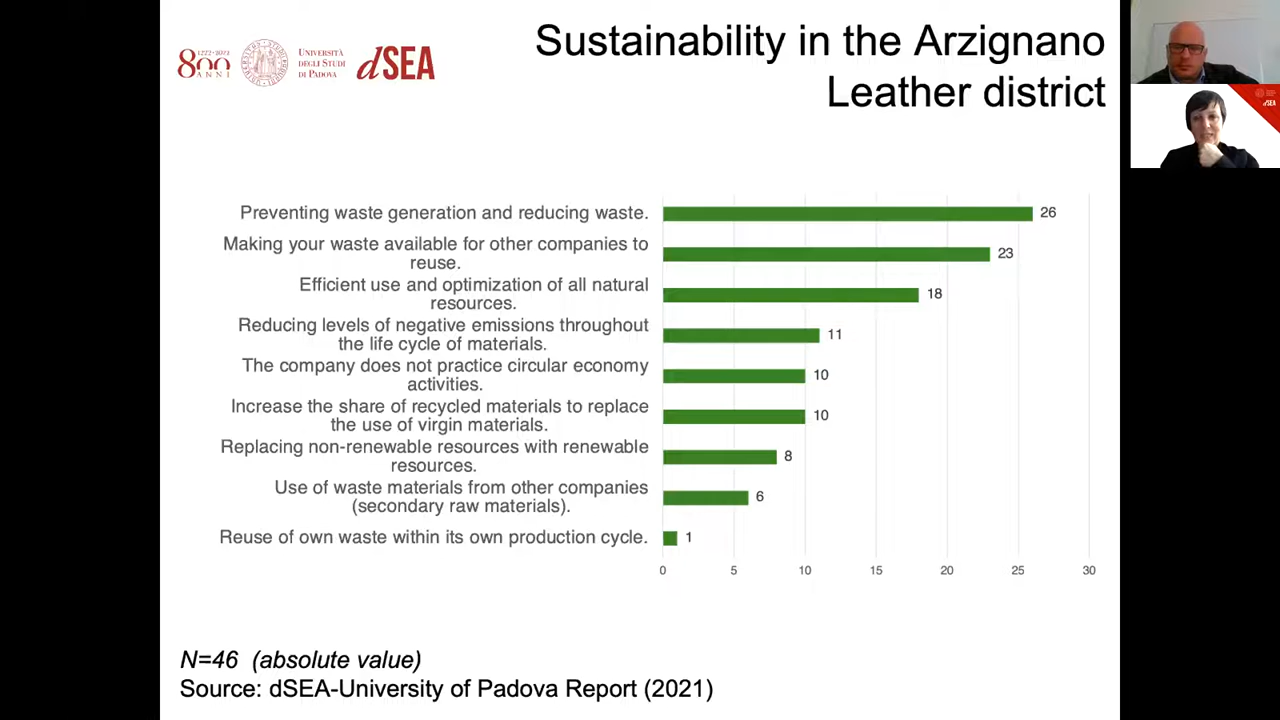 1222-2022
800
ANNI
UNIVERSITÀ
DEGLI STUDI
DI PADOVA
dSEA
Sustainability in the Arzignano
Leather district
dSEA
Preventing waste generation and reducing waste.
26
Making your waste available for other companies to
reuse.
23
Efficient use and optimization of all natural
resources.
18
Reducing levels of negative emissions throughout
the life cycle of materials.
11
The company does not practice circular economy
activities.
10
Increase the share of recycled materials to replace
the use of virgin materials.
10
Replacing non-renewable resources with renewable
resources.
8
Use of waste materials from other companies
(secondary raw materials).
6
Reuse of own waste within its own production cycle.
1
0 5 10 15 20 25 30
N=46 (absolute value)
Source: dSEA-University of Padova Report (2021)